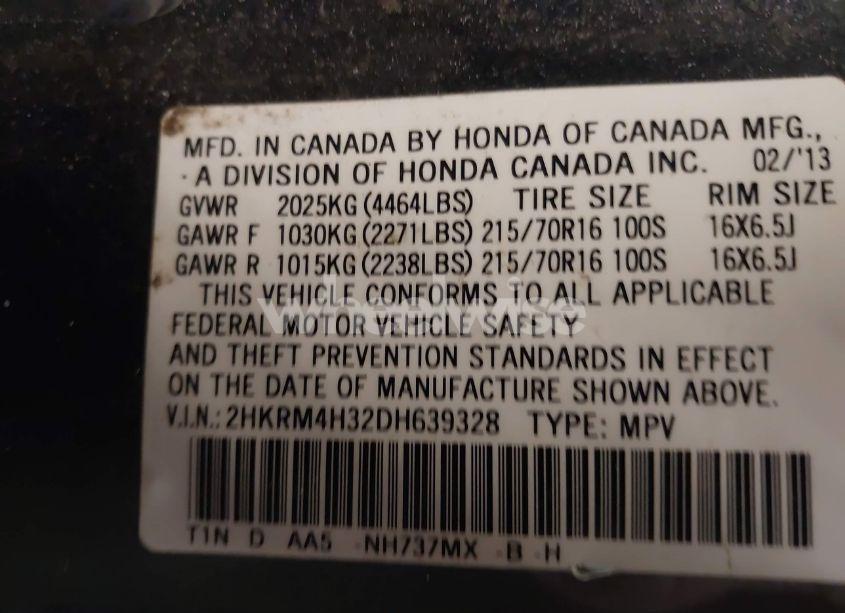 MFD. IN CANADA BY HONDA OF CANADA MFG.,
A DIVISION OF HONDA CANADA INC. 02/'13
GVWR 2025KG (4464LBS) TIRE SIZE RIM SIZE
GAWR F 1030KG (2271LBS) 215/70R16 100S 16X6.5J
GAWR R 1015KG (2238LBS) 215/70R16 100S 16X6.5J
THIS VEHICLE CONFORMS TO ALL APPLICABLE
FEDERAL MOTOR VEHICLE SAFETY
AND THEFT PREVENTION STANDARDS IN EFFECT
ON THE DATE OF MANUFACTURE SHOWN ABOVE.
V.I.N.: 2HKRM4H32DH639328 TYPE: MPV
T1N D AA5 NH737MX B H
wheelwise